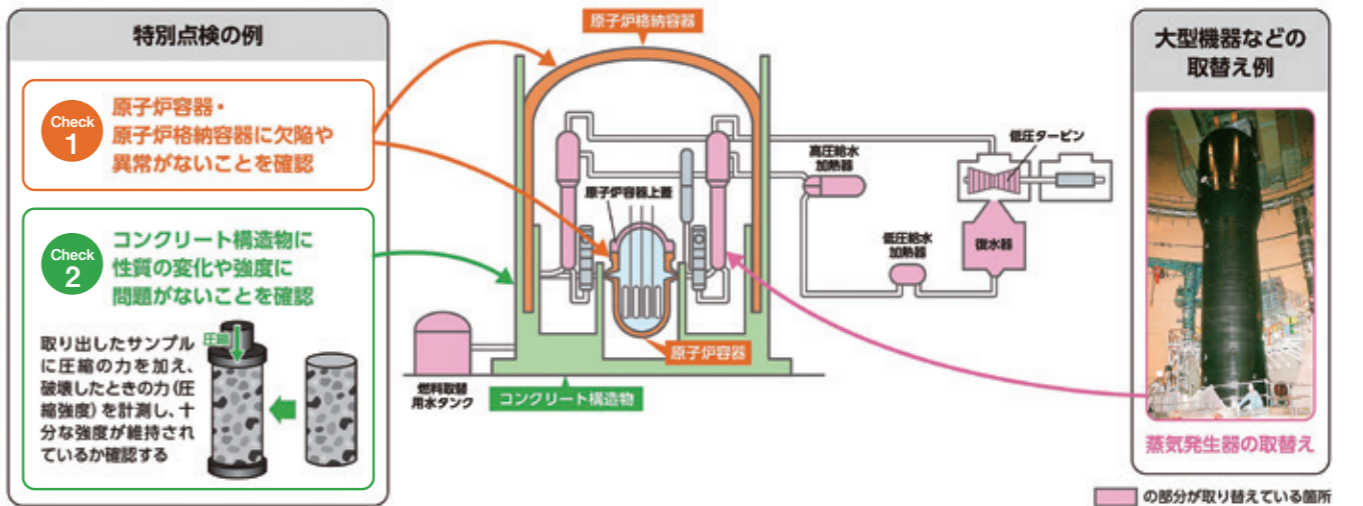 特別点検の例
Check
1
原子炉容器・
原子炉格納容器に欠陥や
異常がないことを確認
Check
2
コンクリート構造物に
性質の変化や強度に
問題がないことを確認
取り出したサンプル
に圧縮の力を加え、
破壊したときの力(圧
縮強度)を計測し、十
分な強度が維持され
ているか確認する
圧縮
原子炉格納容器
原子炉容器上蓋
原子炉容器
燃料取替
用水タンク
コンクリート構造物
高圧給水
加熱器
低圧タービン
低圧給水
加熱器
復水器
大型機器などの
取替え例
蒸気発生器の取替え
の部分が取り替えている箇所